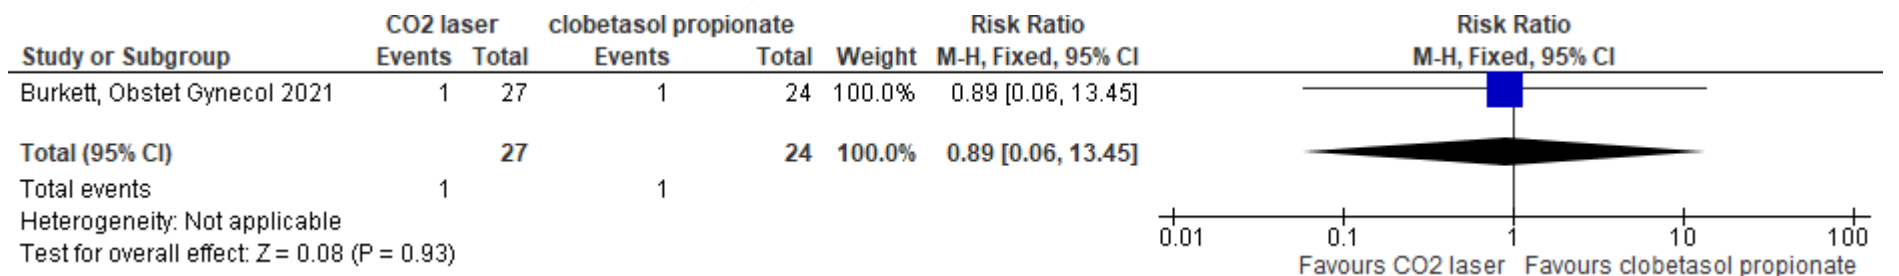 CO2 laser clobetasol propionate Risk Ratio Risk Ratio
Study or Subgroup Events Total Events Total Weight M-H, Fixed, 95% CI M-H, Fixed, 95% CI
Burkett, Obstet Gynecol 2021 1 27 1 24 100.0% 0.89 [0.06, 13.45]
Total (95% CI) 27 24 100.0% 0.89 [0.06, 13.45]
Total events 1 1
Heterogeneity: Not applicable
Test for overall effect: Z = 0.08 (P = 0.93)
0.01 0.1 1 10 100
Favours CO2 laser Favours clobetasol propionate